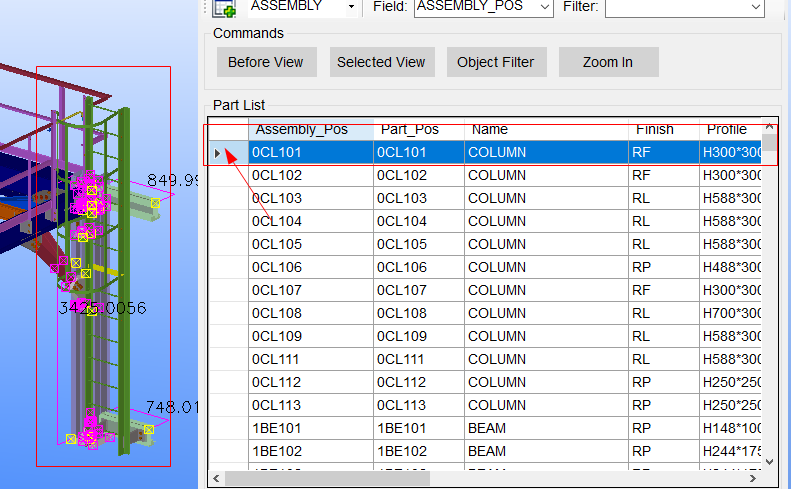 ASSEMBLY Field: ASSEMBLY_POS Filter:
Commands
Before View Selected View Object Filter Zoom In
Part List
Assembly_Pos Part_Pos Name Finish Profile
0CL101 0CL101 COLUMN RF H300*300
0CL102 0CL102 COLUMN RF H300*300
0CL103 0CL103 COLUMN RL H588*300
0CL104 0CL104 COLUMN RL H588*300
0CL105 0CL105 COLUMN RL H588*300
0CL106 0CL106 COLUMN RP H488*300
0CL107 0CL107 COLUMN RF H300*300
0CL108 0CL108 COLUMN RL H700*300
0CL109 0CL109 COLUMN RL H588*300
0CL111 0CL111 COLUMN RL H588*300
0CL112 0CL112 COLUMN RP H250*250
0CL113 0CL113 COLUMN RP H250*250
1BE101 1BE101 BEAM RP H148*100
1BE102 1BE102 BEAM RP H244*175
849.99
3425.0056
748.01